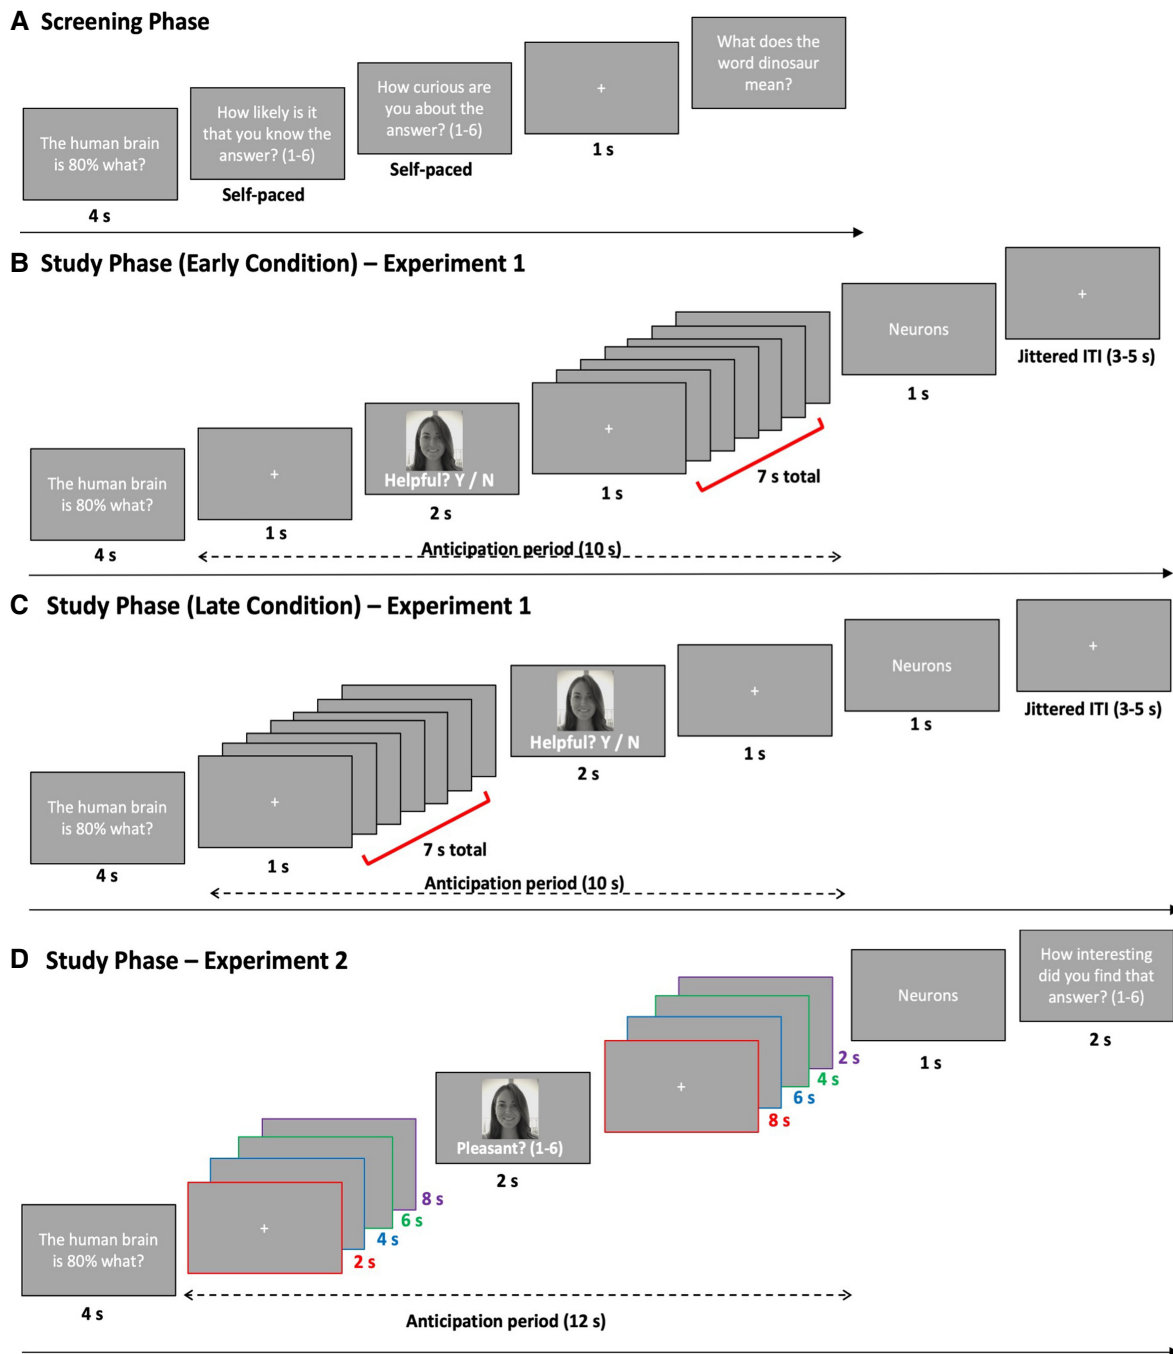 A Screening Phase
The human brain
is 80% what?
4 s
How likely is it
that you know the
answer? (1-6)
Self-paced
How curious are
you about the
answer? (1-6)
Self-paced
+
1 s
What does the
word dinosaur
mean?
B Study Phase (Early Condition) – Experiment 1
The human brain
is 80% what?
4 s
+
1 s
Helpful? Y / N
2 s
+
1 s
7 s total
Neurons
1 s
+
Jittered ITI (3-5 s)
Anticipation period (10 s)
C Study Phase (Late Condition) – Experiment 1
The human brain
is 80% what?
4 s
+
1 s
7 s total
Helpful? Y / N
2 s
+
1 s
Neurons
1 s
+
Jittered ITI (3-5 s)
Anticipation period (10 s)
D Study Phase – Experiment 2
The human brain
is 80% what?
4 s
+
2 s
4 s
6 s
8 s
Pleasant? (1-6)
2 s
+
8 s
6 s
4 s
2 s
Neurons
1 s
How interesting
did you find that
answer? (1-6)
2 s
Anticipation period (12 s)